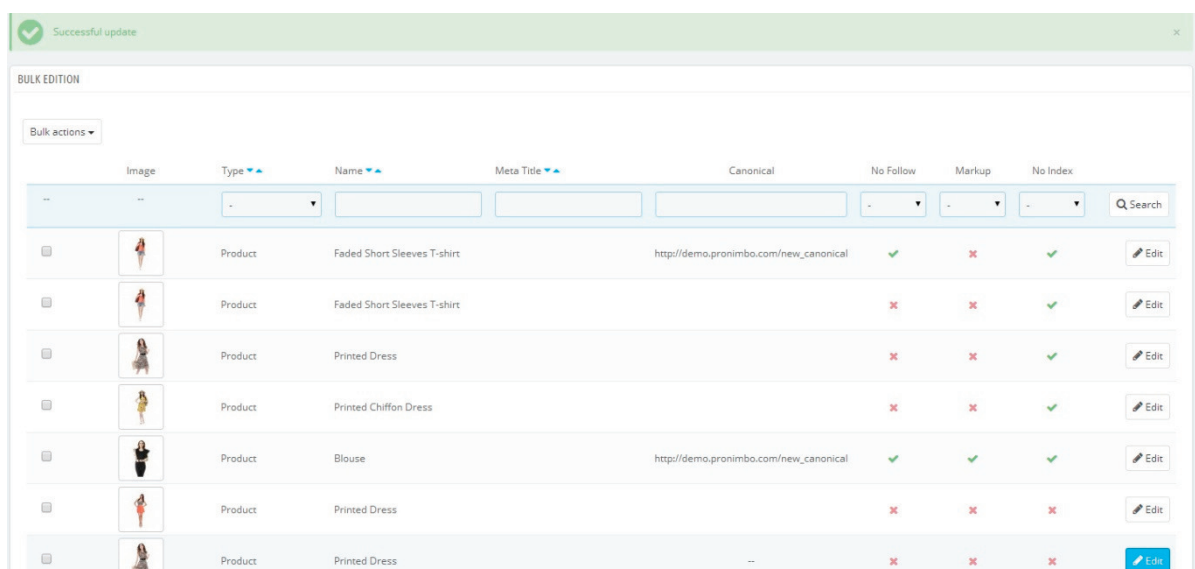 Successful update ×
BULK EDITION
Bulk actions
Image Type Name Meta Title Canonical No Follow Markup No Index
-- -- - - - - Search
Product Faded Short Sleeves T-shirt http://demo.pronimbo.com/new_canonical Edit
Product Faded Short Sleeves T-shirt Edit
Product Printed Dress Edit
Product Printed Chiffon Dress Edit
Product Blouse http://demo.pronimbo.com/new_canonical Edit
Product Printed Dress Edit
Product Printed Dress -- Edit